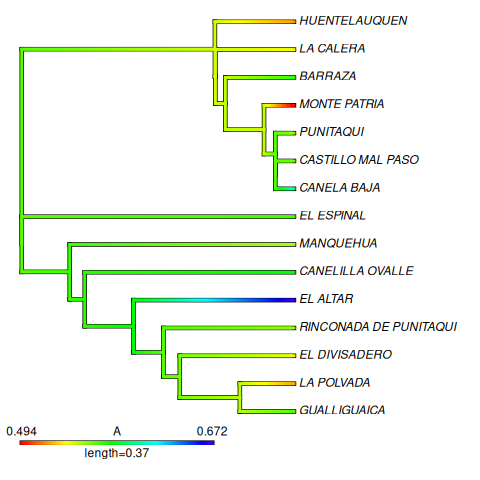 HUENTELAUQUEN
LA CALERA
BARRAZA
MONTE PATRIA
PUNITAQUI
CASTILLO MAL PASO
CANELA BAJA
EL ESPINAL
MANQUEHUA
CANELILLA OVALLE
EL ALTAR
RINCONADA DE PUNITAQUI
EL DIVISADERO
LA POLVADA
GUALLIGUAICA
0.494 A 0.672
length=0.37